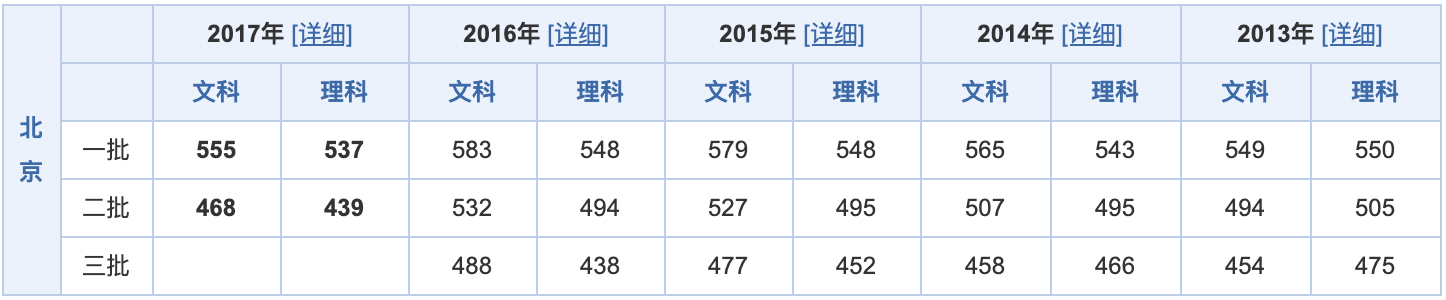 2017年 [详细] 2016年 [详细] 2015年 [详细] 2014年 [详细] 2013年 [详细]
文科 理科 文科 理科 文科 理科 文科 理科 文科 理科
北京
一批 555 537 583 548 579 548 565 543 549 550
二批 468 439 532 494 527 495 507 495 494 505
三批 488 438 477 452 458 466 454 475